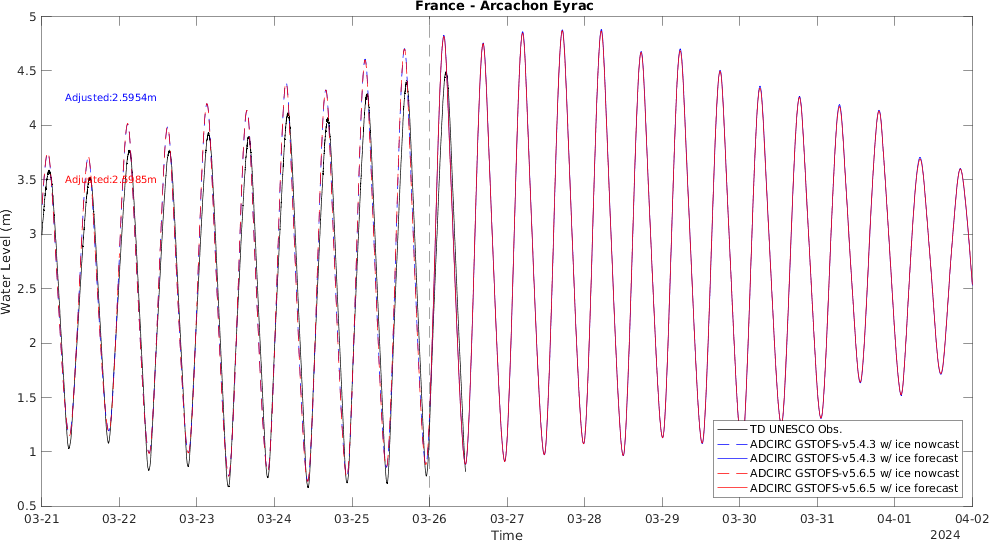 France - Arcachon Eyrac
5
4.5
4
3.5
3
2.5
2
1.5
1
0.5
Water Level (m)
Adjusted:2.5954m
Adjusted:2.5985m
TD UNESCO Obs.
ADCIRC GSTOFS-v5.4.3 w/ ice nowcast
ADCIRC GSTOFS-v5.4.3 w/ ice forecast
ADCIRC GSTOFS-v5.6.5 w/ ice nowcast
ADCIRC GSTOFS-v5.6.5 w/ ice forecast
03-21 03-22 03-23 03-24 03-25 03-26 03-27 03-28 03-29 03-30 03-31 04-01 04-02
Time
2024